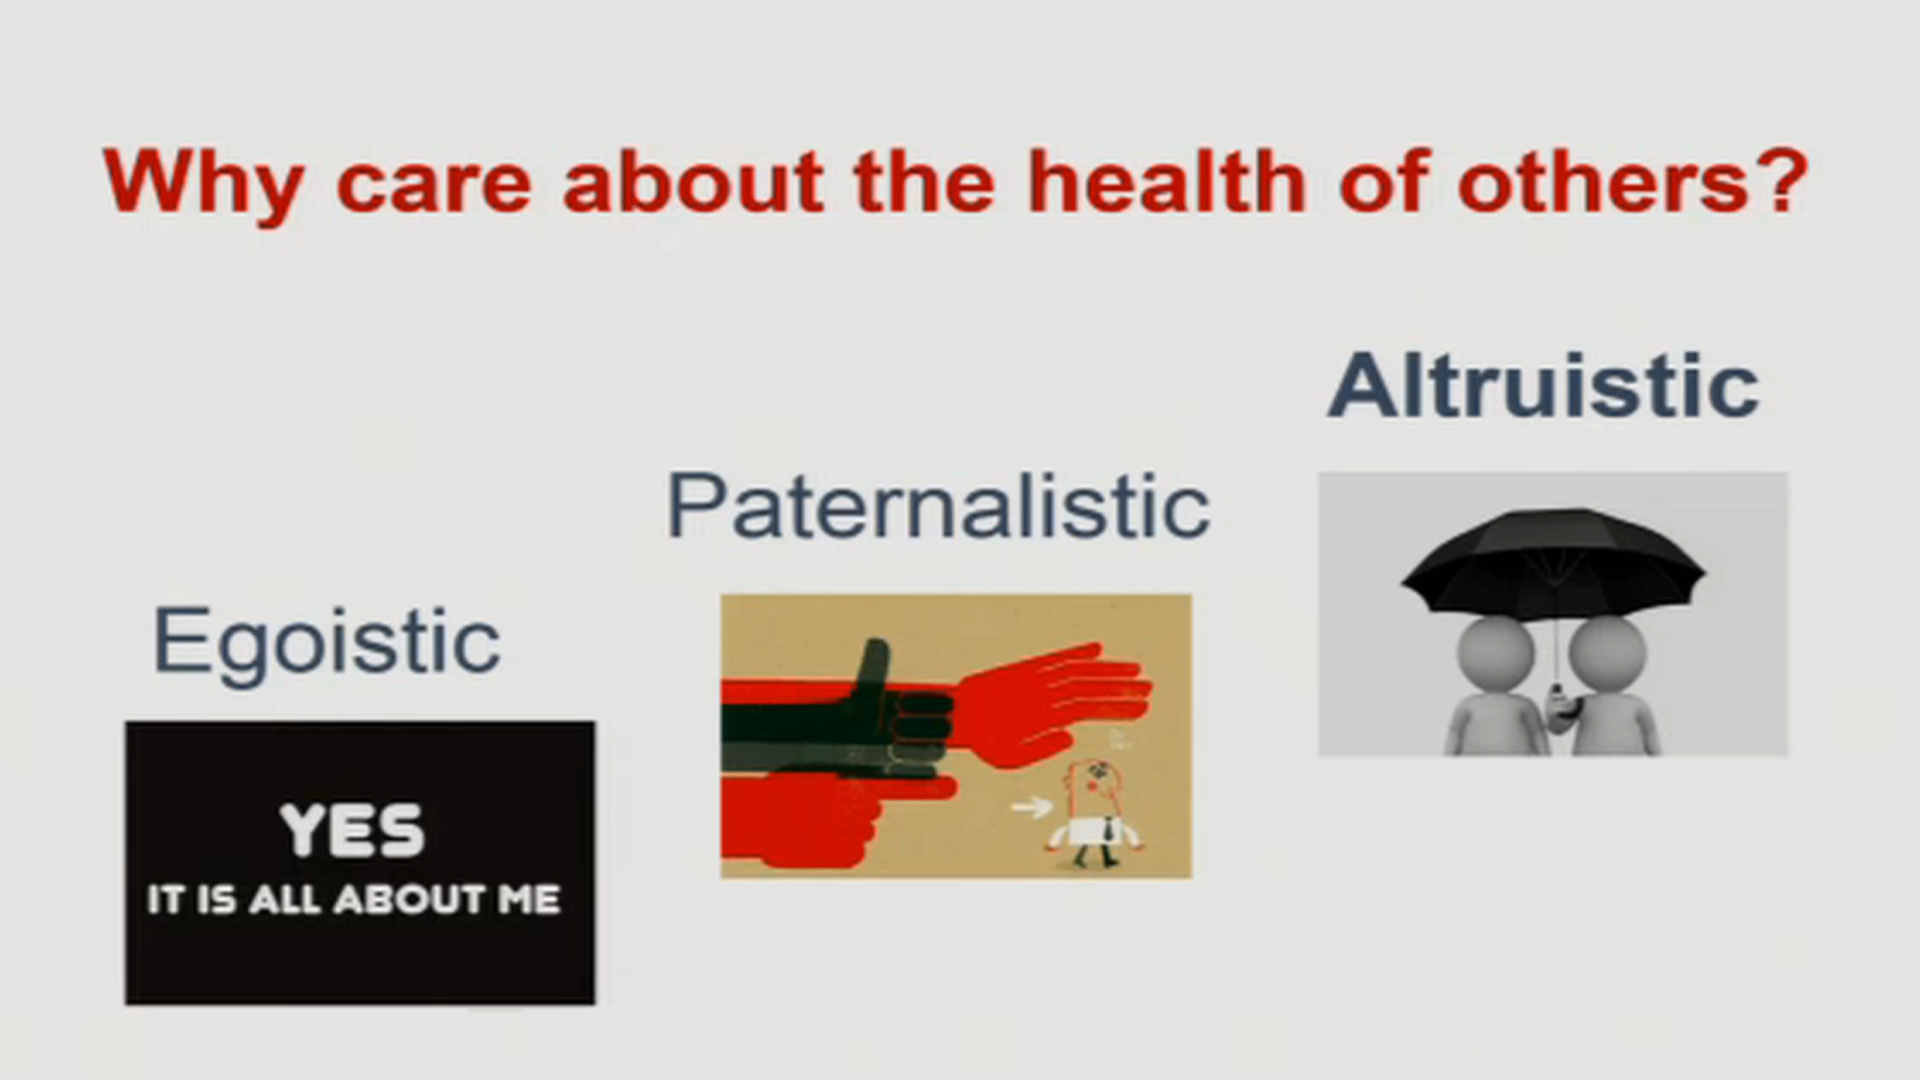 Why care about the health of others?
Altruistic
Paternalistic
Egoistic
YES
IT IS ALL ABOUT ME